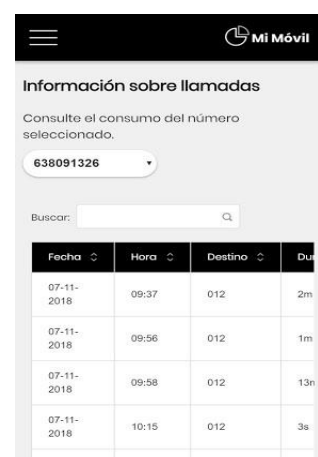 Mi Móvil
Información sobre llamadas
Consulte el consumo del número
seleccionado.
638091326
Buscar:
Fecha Hora Destino
07-11-
2018 09:37 012 2m
07-11-
2018 09:56 012 1m
07-11-
2018 09:58 012
07-11-
2018 10:15 012 3s